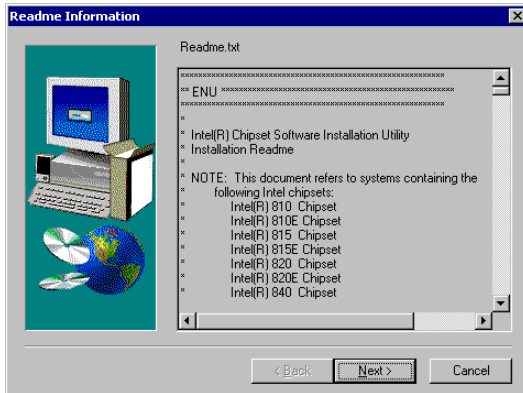 Readme Information
Readme.txt
*******************************************************
** ENU **************************************************
*******************************************************
*
* Intel(R) Chipset Software Installation Utility
* Installation Readme
*
* NOTE:  This document refers to systems containing the
* following Intel chipsets:
* Intel(R) 810  Chipset
* Intel(R) 810E Chipset
* Intel(R) 815  Chipset
* Intel(R) 815E Chipset
* Intel(R) 820  Chipset
* Intel(R) 820E Chipset
* Intel(R) 840  Chipset
< Back
Next >
Cancel